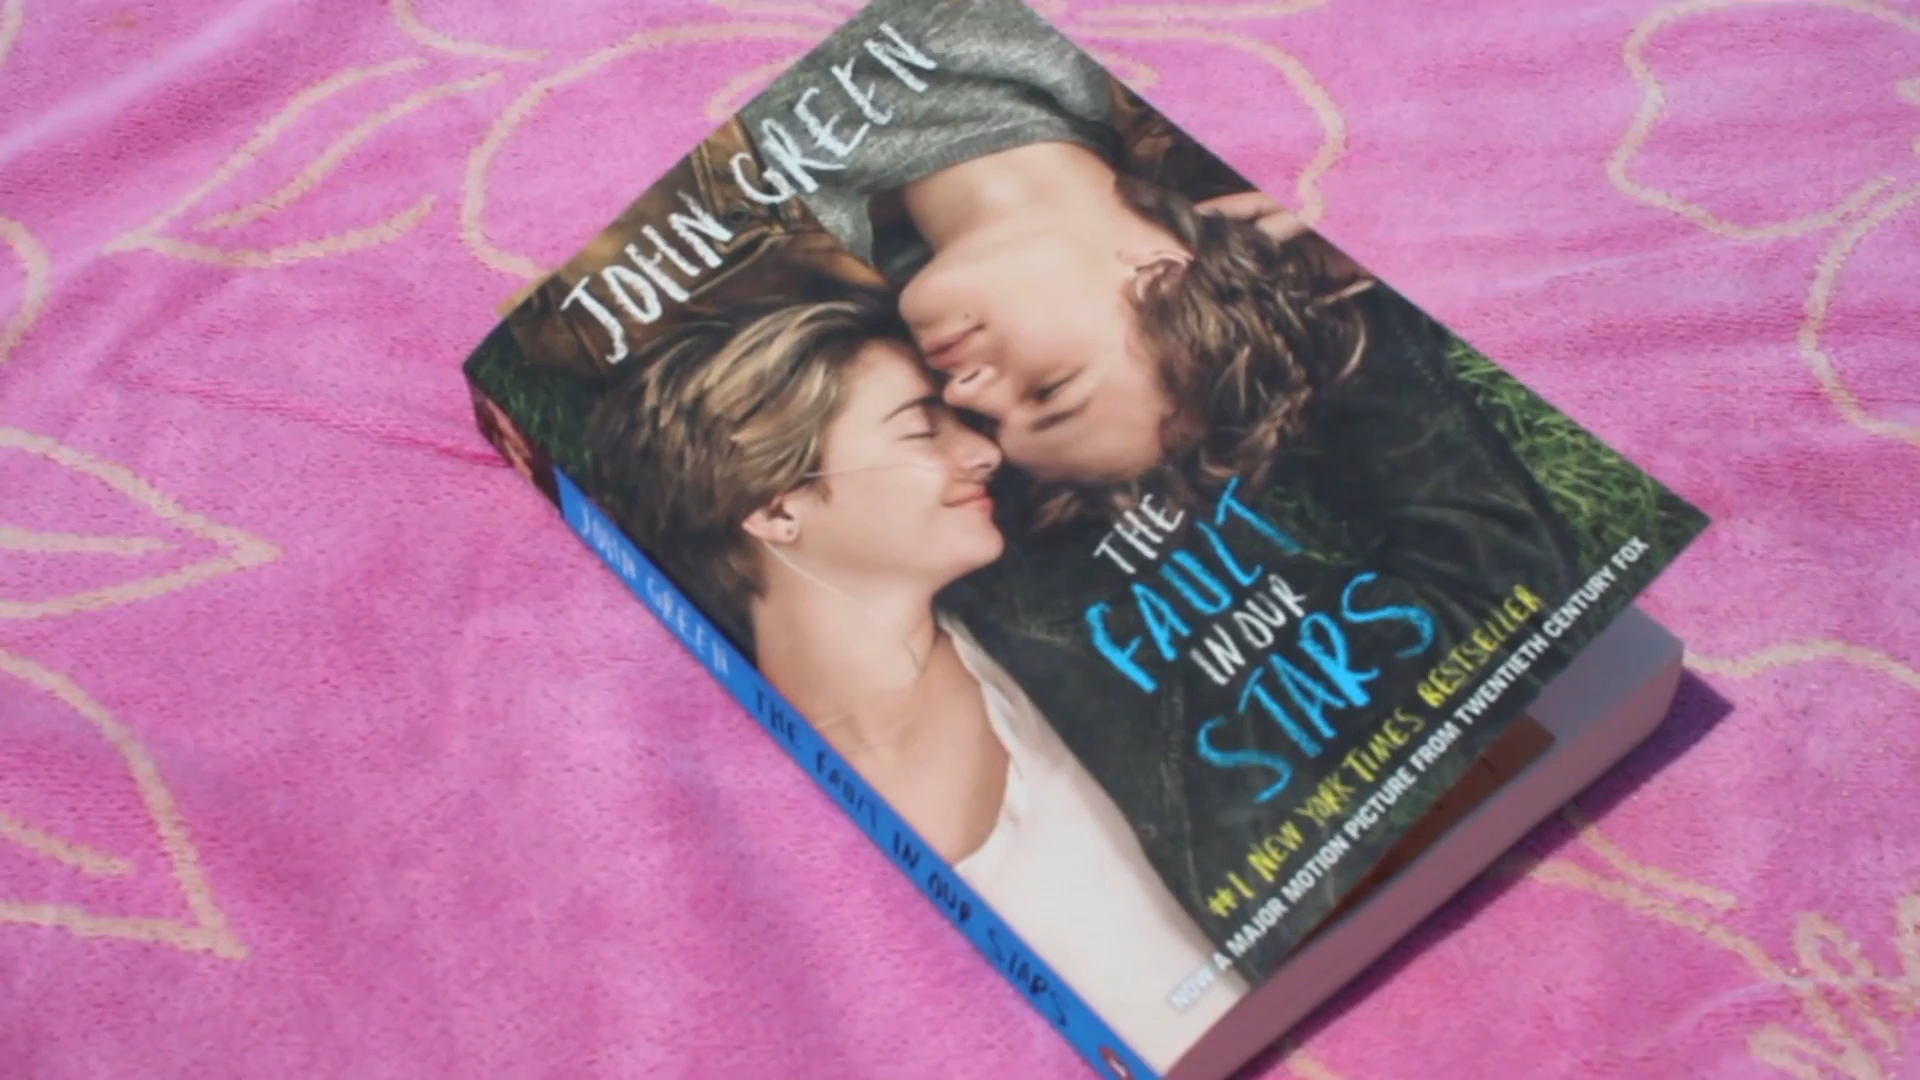 JOHN GREEN
THE
FAULT
IN OUR
STARS
#1 NEW YORK TIMES BESTSELLER
NOW A MAJOR MOTION PICTURE FROM TWENTIETH CENTURY FOX
JOHN GREEN THE FAULT IN OUR STARS